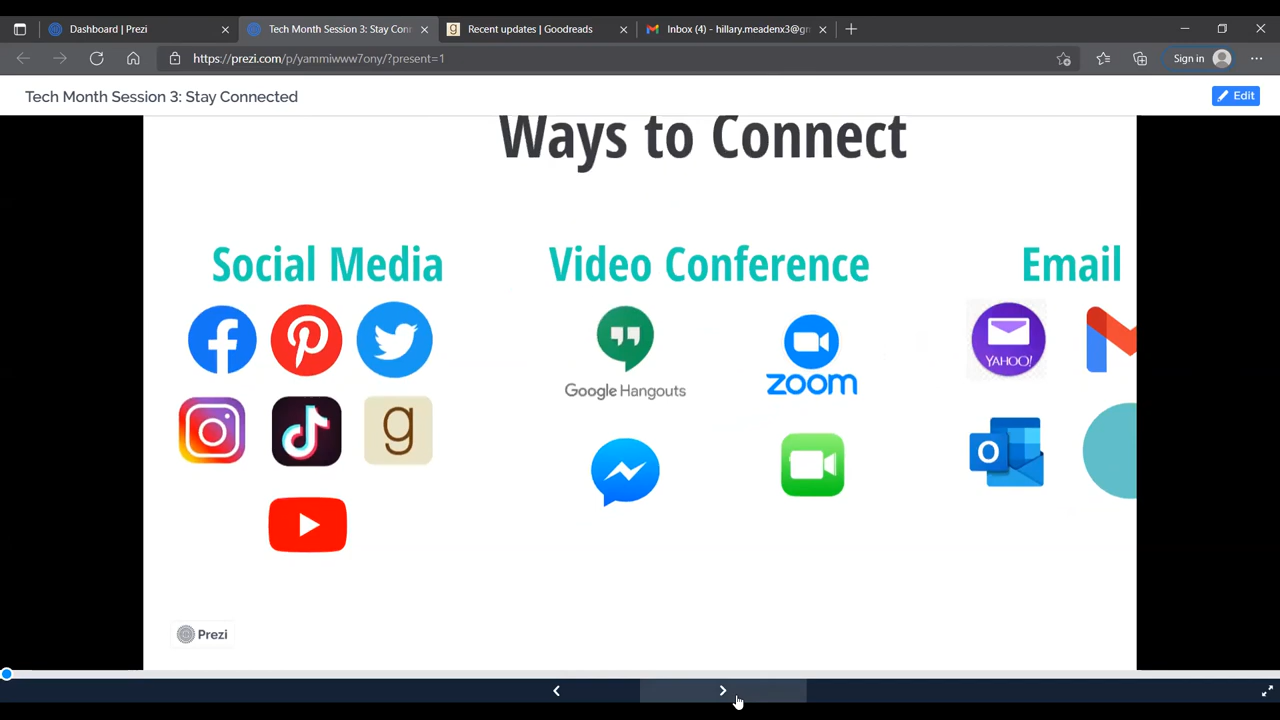 Dashboard | Prezi
Tech Month Session 3: Stay Conn
Recent updates | Goodreads
Inbox (4) - hillary.meadenx3@gm
https://prezi.com/p/yammiwww7ony/?present=1
Sign in
Tech Month Session 3: Stay Connected
Edit
Ways to Connect
Social Media
Video Conference
Email
Google Hangouts
zoom
YAHOO!
g
O
Prezi